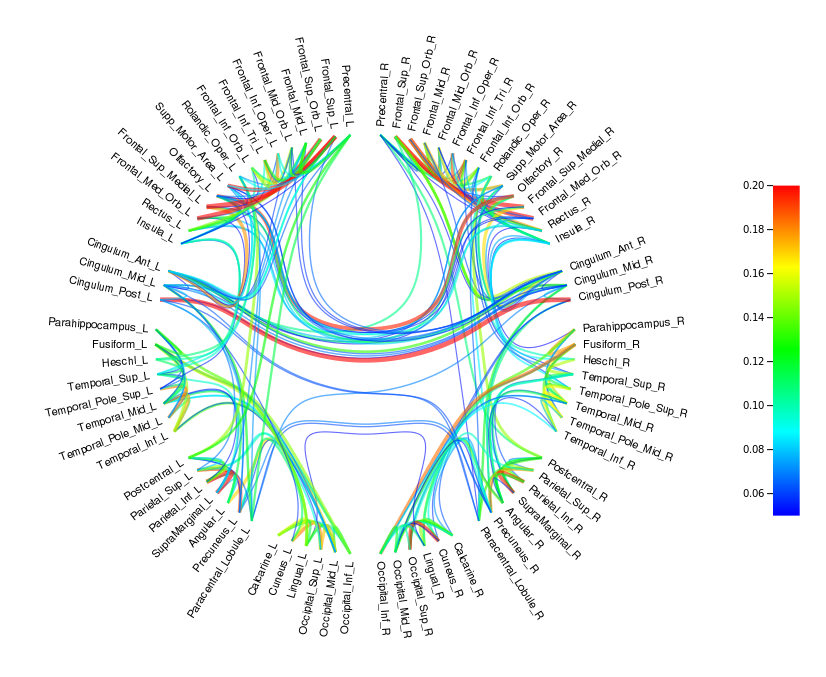 Precentral_L
Frontal_Sup_L
Frontal_Sup_Orb_L
Frontal_Mid_L
Frontal_Mid_Orb_L
Frontal_Inf_Oper_L
Frontal_Inf_Tri_L
Frontal_Inf_Orb_L
Rolandic_Oper_L
Supp_Motor_Area_L
Olfactory_L
Frontal_Sup_Medial_L
Frontal_Med_Orb_L
Rectus_L
Insula_L
Cingulum_Ant_L
Cingulum_Mid_L
Cingulum_Post_L
Parahippocampus_L
Fusiform_L
Heschl_L
Temporal_Sup_L
Temporal_Pole_Sup_L
Temporal_Mid_L
Temporal_Pole_Mid_L
Temporal_Inf_L
Postcentral_L
Parietal_Sup_L
Parietal_Inf_L
SupraMarginal_L
Angular_L
Precuneus_L
Paracentral_Lobule_L
Calcarine_L
Cuneus_L
Lingual_L
Occipital_Sup_L
Occipital_Mid_L
Occipital_Inf_L
Precentral_R
Frontal_Sup_R
Frontal_Sup_Orb_R
Frontal_Mid_R
Frontal_Mid_Orb_R
Frontal_Inf_Oper_R
Frontal_Inf_Tri_R
Frontal_Inf_Orb_R
Rolandic_Oper_R
Supp_Motor_Area_R
Olfactory_R
Frontal_Sup_Medial_R
Frontal_Med_Orb_R
Rectus_R
Insula_R
Cingulum_Ant_R
Cingulum_Mid_R
Cingulum_Post_R
Parahippocampus_R
Fusiform_R
Heschl_R
Temporal_Sup_R
Temporal_Pole_Sup_R
Temporal_Mid_R
Temporal_Pole_Mid_R
Temporal_Inf_R
Postcentral_R
Parietal_Sup_R
Parietal_Inf_R
SupraMarginal_R
Angular_R
Precuneus_R
Paracentral_Lobule_R
Calcarine_R
Cuneus_R
Lingual_R
Occipital_Sup_R
Occipital_Mid_R
Occipital_Inf_R
0.20
0.18
0.16
0.14
0.12
0.10
0.08
0.06